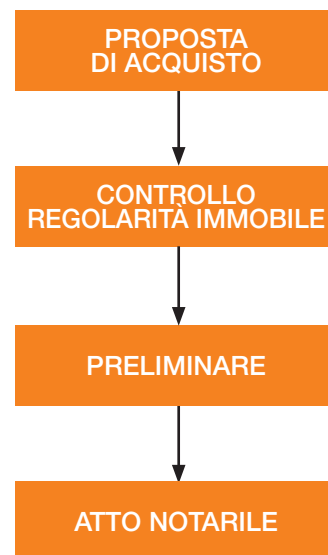 PROPOSTA
DI ACQUISTO
CONTROLLO
REGOLARITÀ IMMOBILE
PRELIMINARE
ATTO NOTARILE